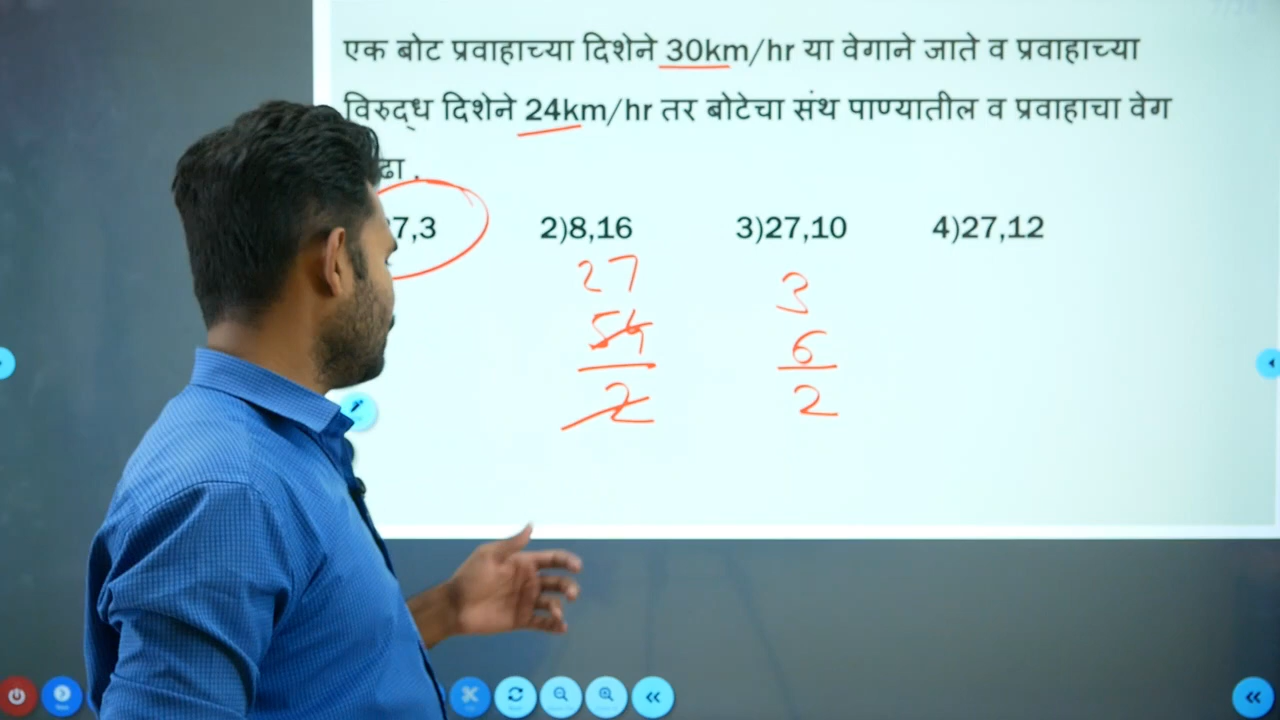 एक बोट प्रवाहाच्या दिशेने 30km/hr या वेगाने जाते व प्रवाहाच्या
विरुद्ध दिशेने 24km/hr तर बोटेचा संथ पाण्यातील व प्रवाहाचा वेग
ढा .
7,3 2)8,16 3)27,10 4)27,12
27 3
54 6
2 2